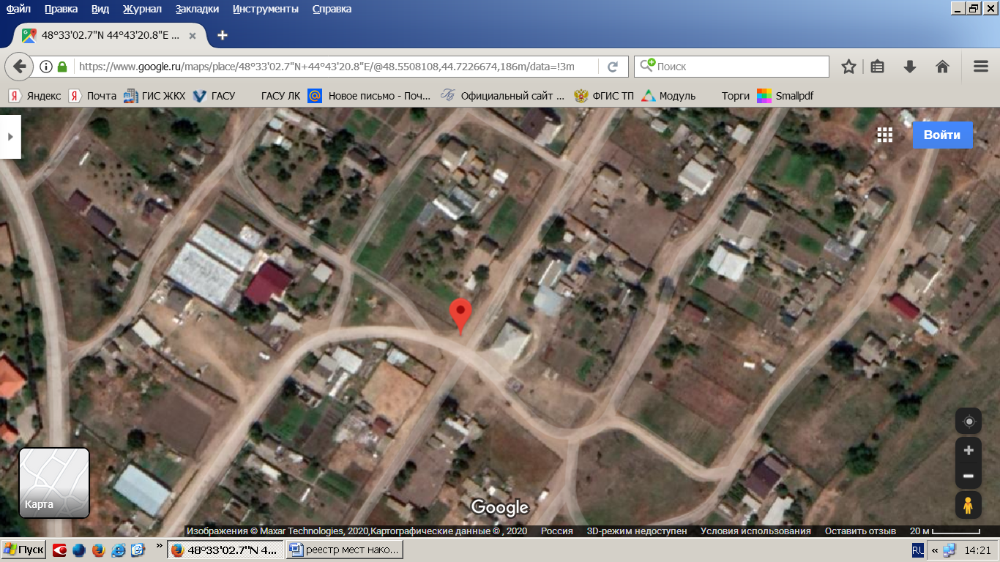 Файл Правка Вид Журнал Закладки Инструменты Справка
48°33'02.7"N 44°43'20.8"E ...
https://www.google.ru/maps/place/48°33'02.7"N+44°43'20.8"E/@48.5508108,44.7226674,186m/data=!3m
Поиск
Яндекс Почта ГИС ЖКХ ГАСУ ГАСУ ЛК Новое письмо - Поч... Официальный сайт ... ФГИС ТП Модуль Торги Smallpdf
Войти
Карта
Google
Изображения © Maxar Technologies, 2020,Картографические данные © , 2020 Россия 3D-режим недоступен Условия использования Оставить отзыв 20 м
Пуск » 48°33'02.7"N 4... реестр мест нако... RU « 14:21